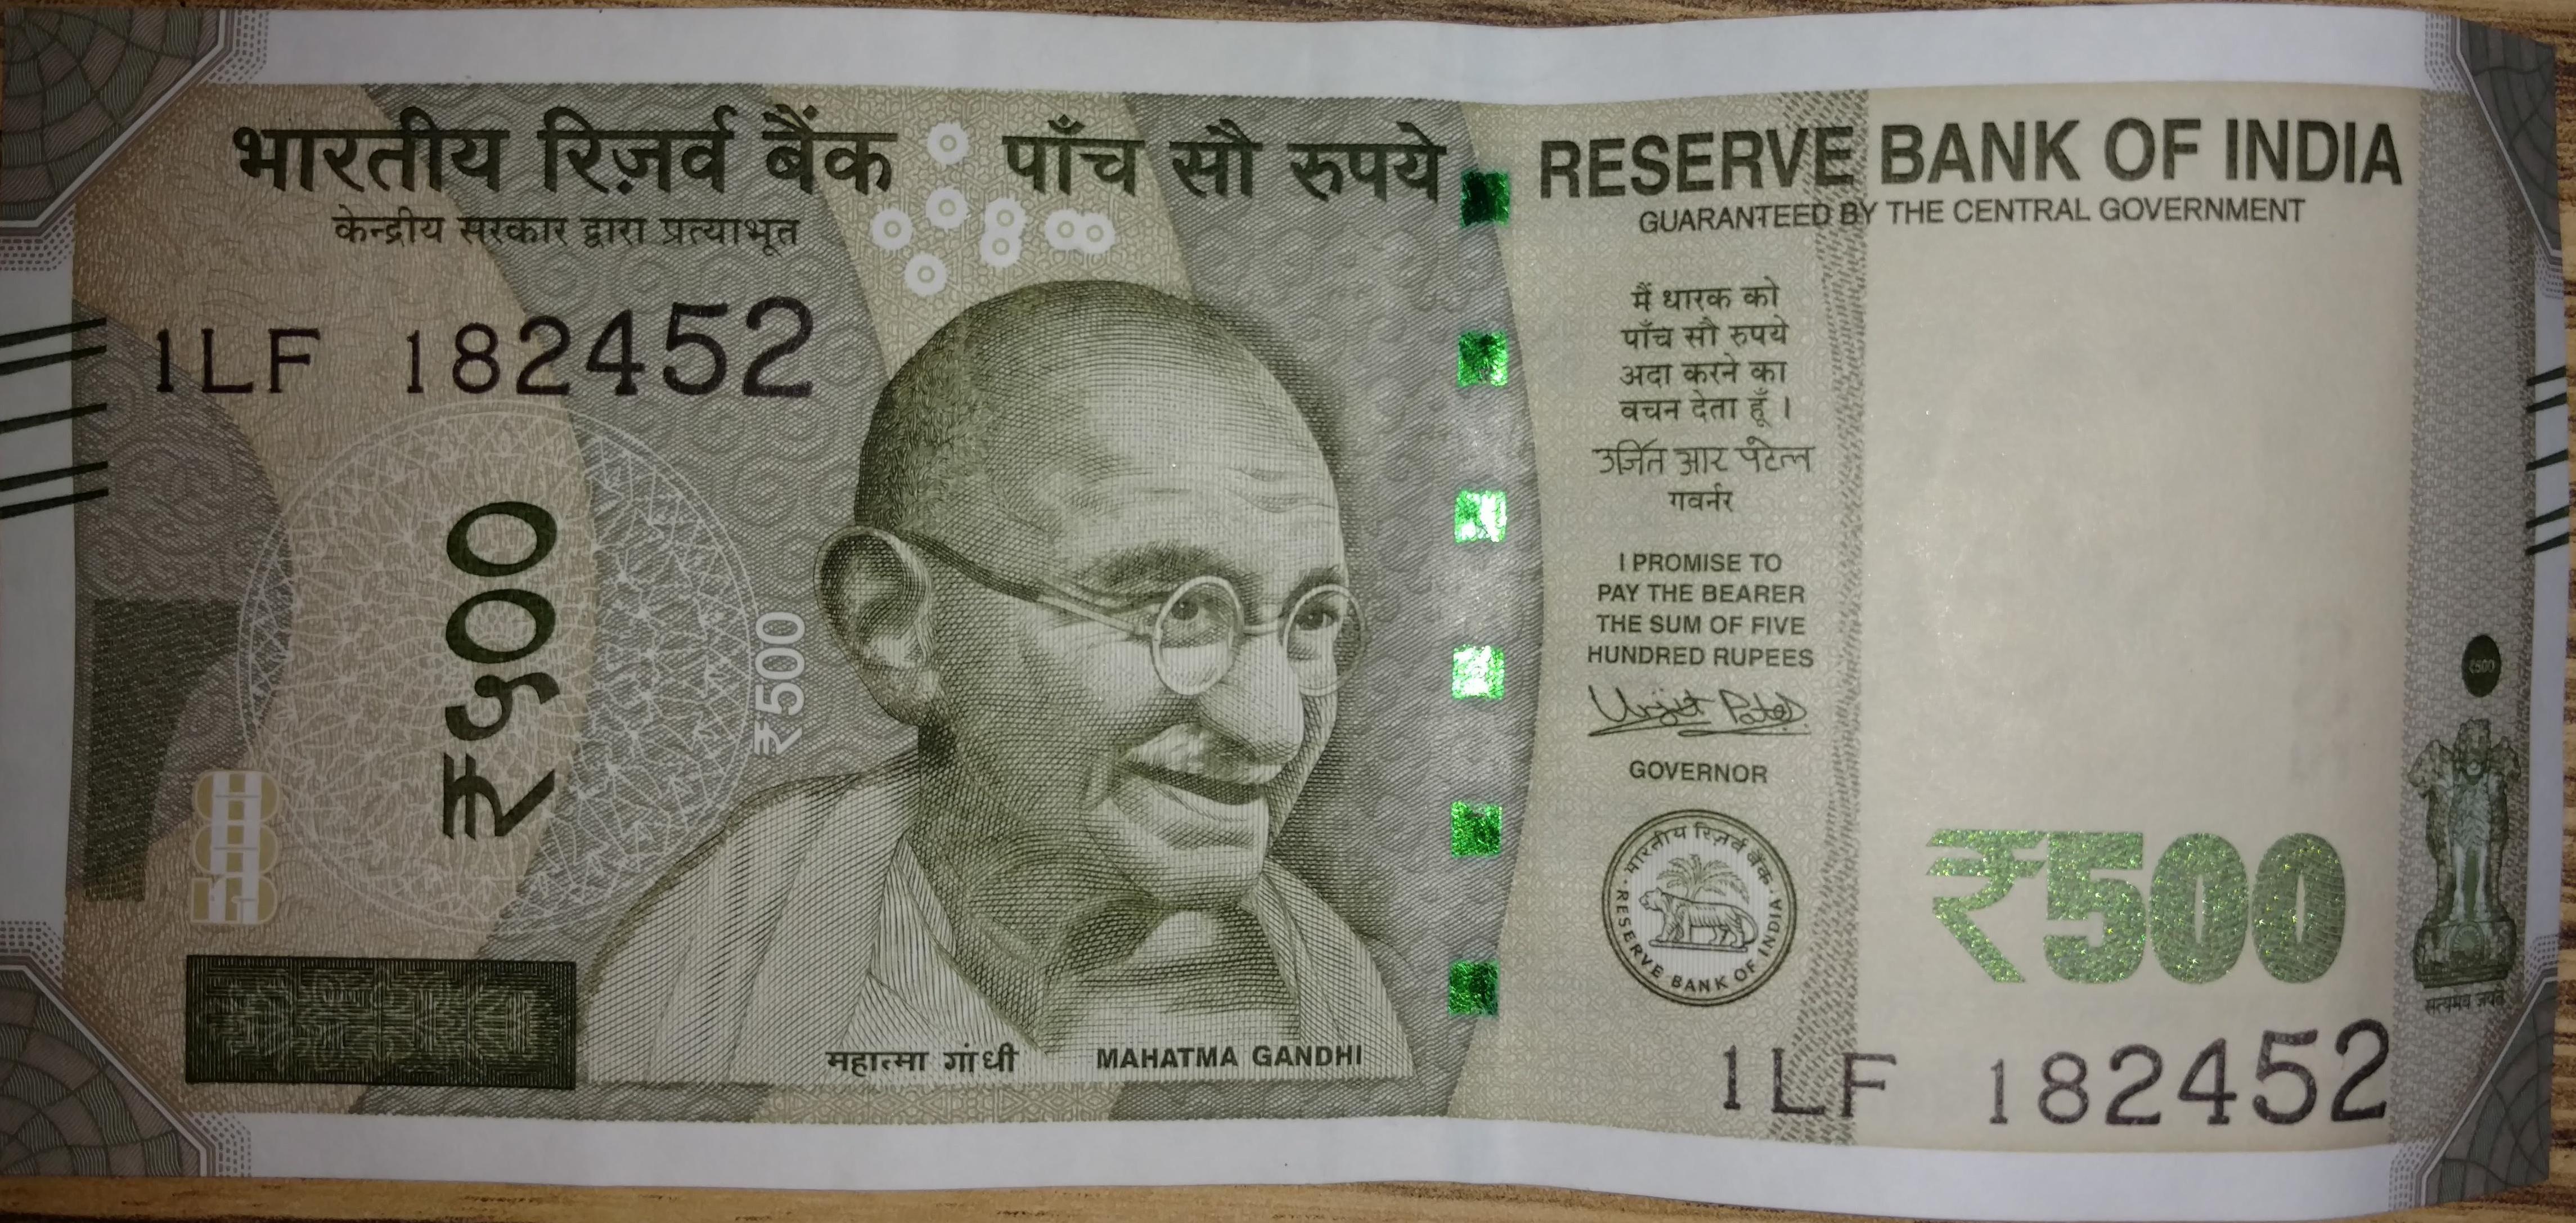 भारतीय रिज़र्व बैंक
पाँच सौ रुपये
RESERVE BANK OF INDIA
केन्द्रीय सरकार द्वारा प्रत्याभूत
GUARANTEED BY THE CENTRAL GOVERNMENT
1LF 182452
₹५००
₹500
मैं धारक को
पाँच सौ रुपये
अदा करने का
वचन देता हूँ ।
उर्जित आर पटेल
गवर्नर
I PROMISE TO
PAY THE BEARER
THE SUM OF FIVE
HUNDRED RUPEES
Urjit Patel
GOVERNOR
भारतीय रिज़र्व बैंक
RESERVE BANK OF INDIA
₹500
₹500
सत्यमेव जयते
महात्मा गांधी
MAHATMA GANDHI
1LF 182452